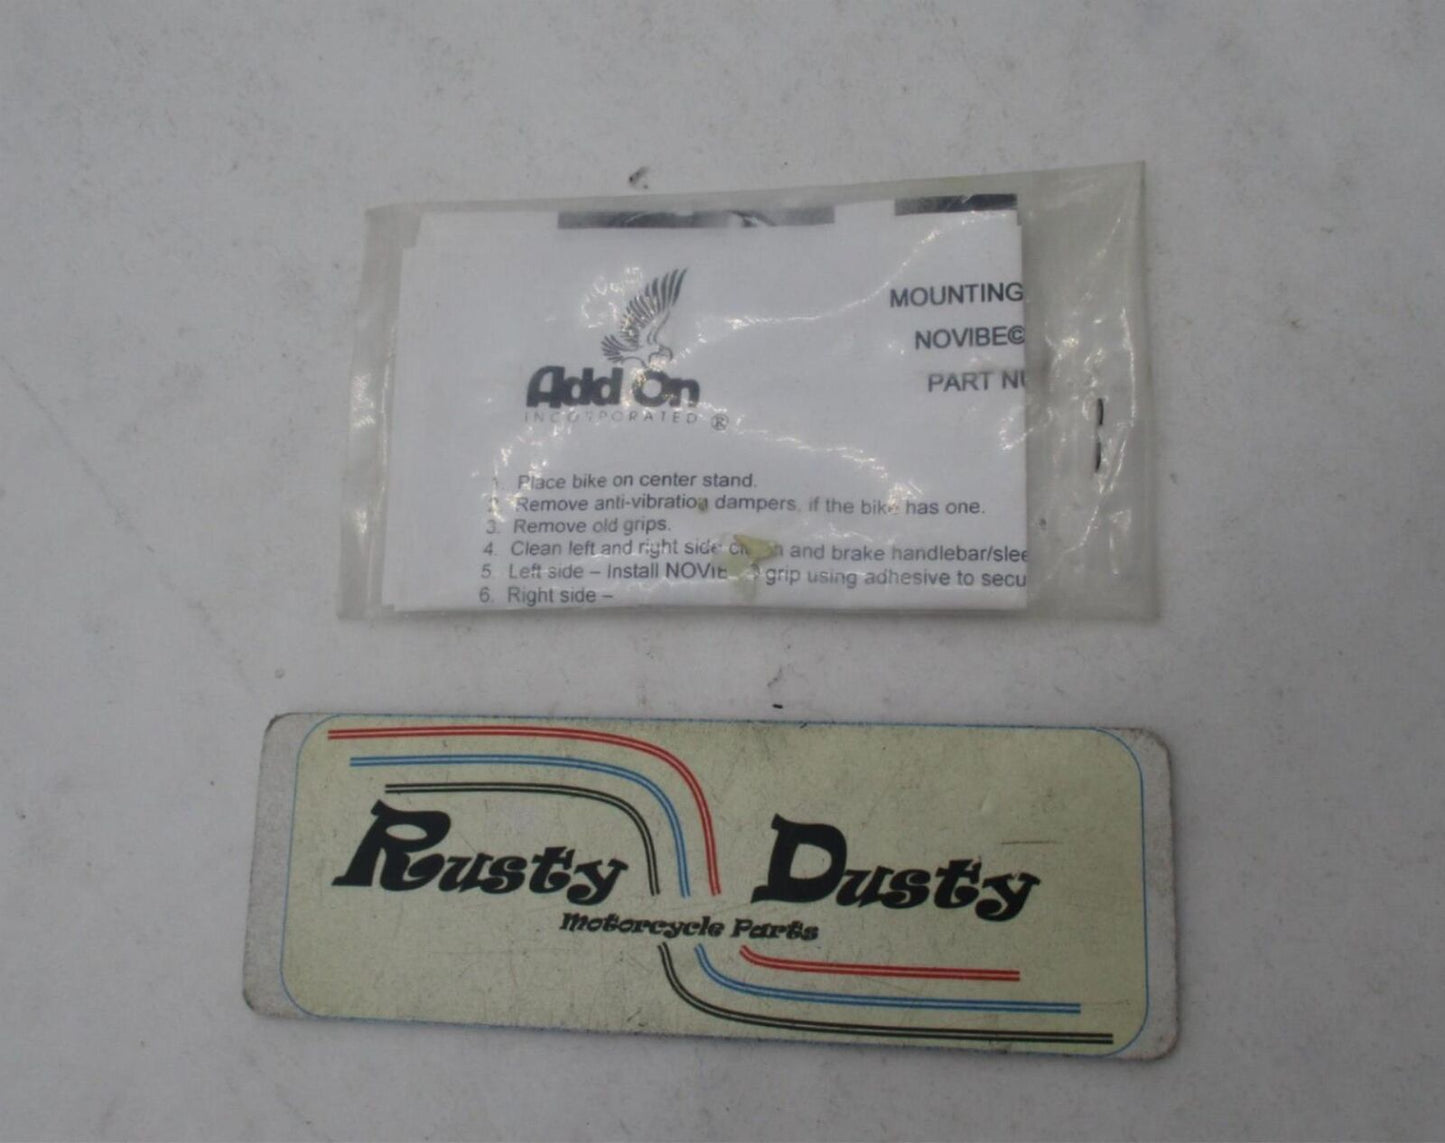 Add On
INCORPORATED ®
MOUNTING
NOVIBE©
PART
1. Place bike on center stand.
2. Remove anti-vibration dampers, if the bike has one.
3. Remove old grips.
4. Clean left and right side and brake handlebar/slee
5. Left side – Install grip using adhesive to secu
6. Right side –
Rusty Dusty
Motorcycle Parts